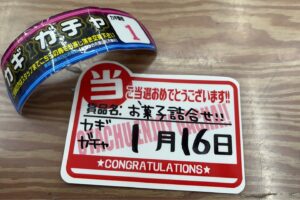 カギガチャ
1
当
ご当選おめでとうございます!!
賞品名: お菓子詰合せ!!
カギ
ガチャ
1月16日
★CONGRATULATIONS★